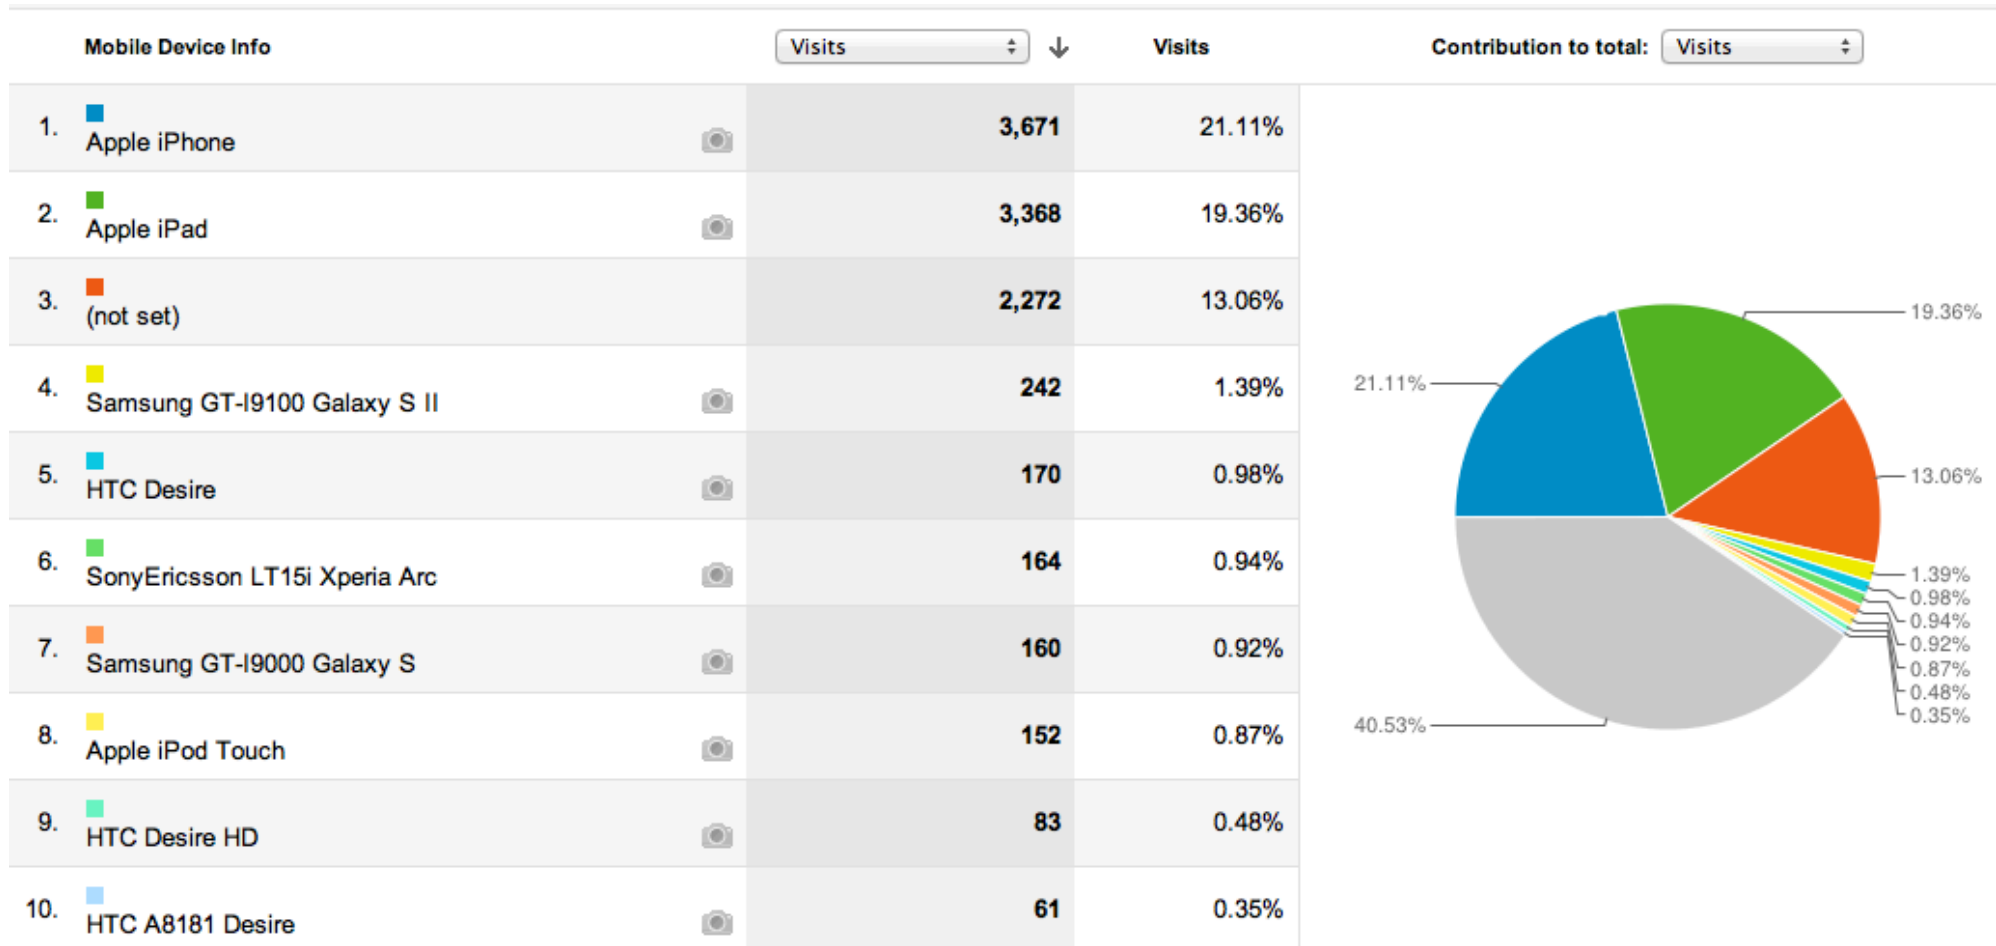 Mobile Device Info Visits Visits Contribution to total: Visits
1. Apple iPhone 3,671 21.11%
2. Apple iPad 3,368 19.36%
3. (not set) 2,272 13.06%
4. Samsung GT-I9100 Galaxy S II 242 1.39%
5. HTC Desire 170 0.98%
6. SonyEricsson LT15i Xperia Arc 164 0.94%
7. Samsung GT-I9000 Galaxy S 160 0.92%
8. Apple iPod Touch 152 0.87%
9. HTC Desire HD 83 0.48%
10. HTC A8181 Desire 61 0.35%
19.36%
21.11%
13.06%
1.39%
0.98%
0.94%
0.92%
0.87%
0.48%
0.35%
40.53%